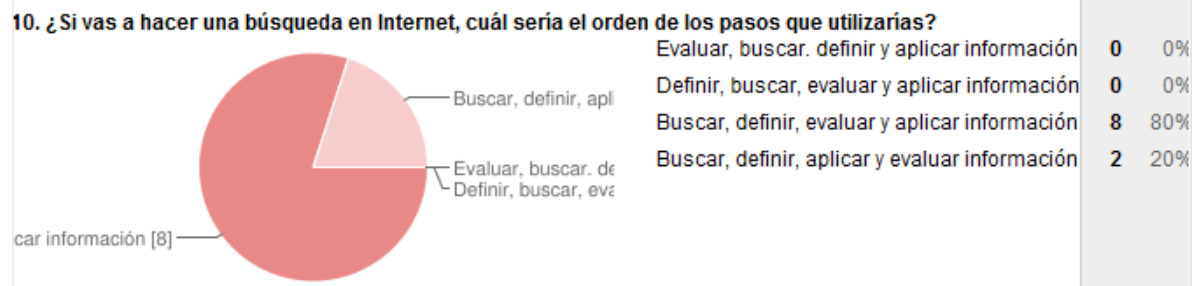 10. ¿Si vas a hacer una búsqueda en Internet, cuál sería el orden de los pasos que utilizarías?
Evaluar, buscar. definir y aplicar información 0 0%
Definir, buscar, evaluar y aplicar información 0 0%
Buscar, definir, evaluar y aplicar información 8 80%
Buscar, definir, aplicar y evaluar información 2 20%
Buscar, definir, apli
Evaluar, buscar. de
Definir, buscar, eva
car información [8]